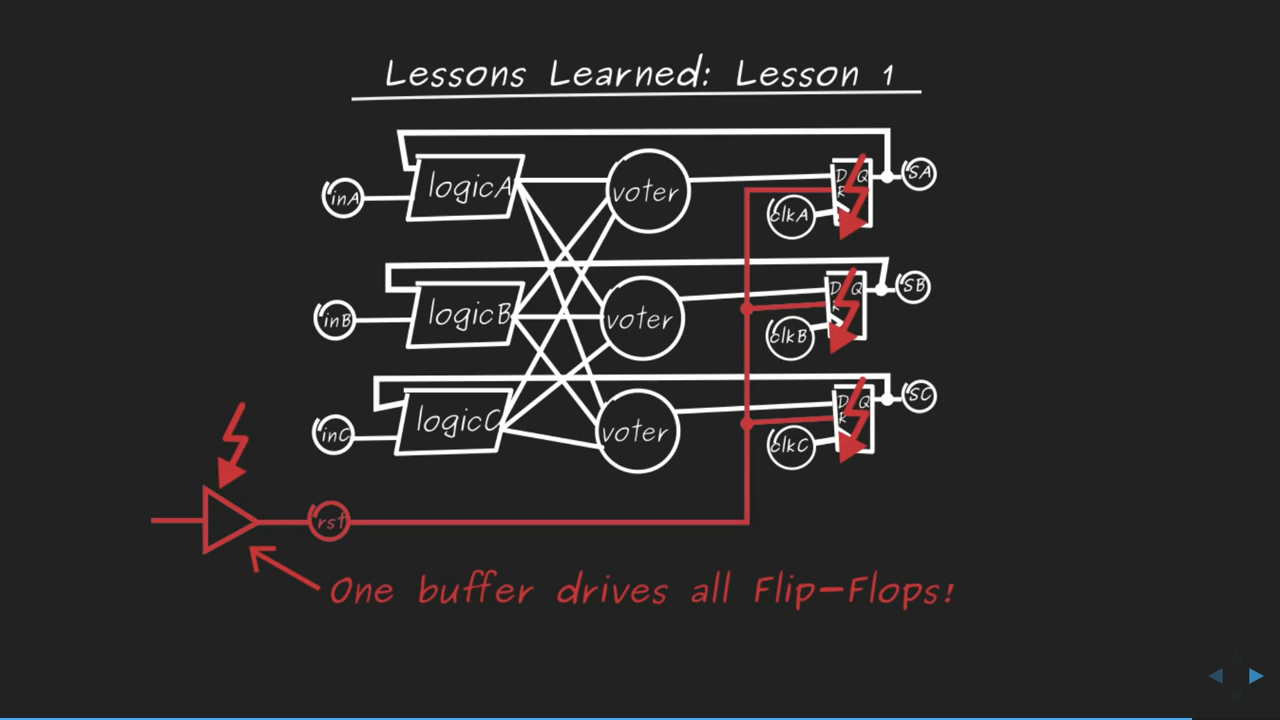 Lessons Learned: Lesson 1
inA logicA voter D Q SA
R
clkA
inB logicB voter D Q SB
R
clkB
inC logicC voter D Q SC
R
clkC
rst
One buffer drives all Flip-Flops!